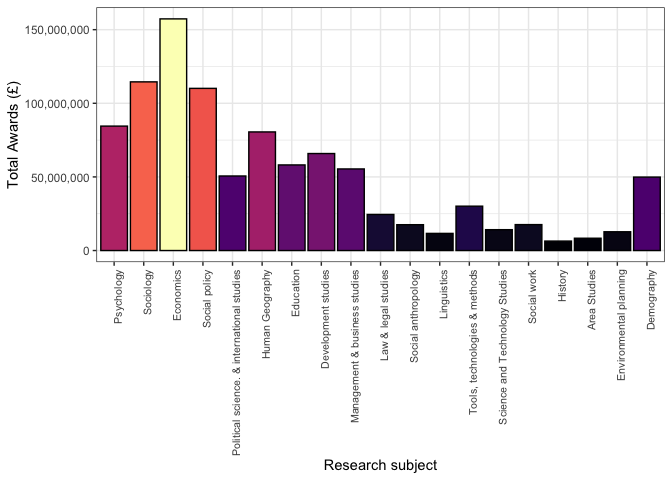 150,000,000
100,000,000
50,000,000
0
Total Awards (£)
Psychology
Sociology
Economics
Social policy
Political science. & international studies
Human Geography
Education
Development studies
Management & business studies
Law & legal studies
Social anthropology
Linguistics
Tools, technologies & methods
Science and Technology Studies
Social work
History
Area Studies
Environmental planning
Demography
Research subject